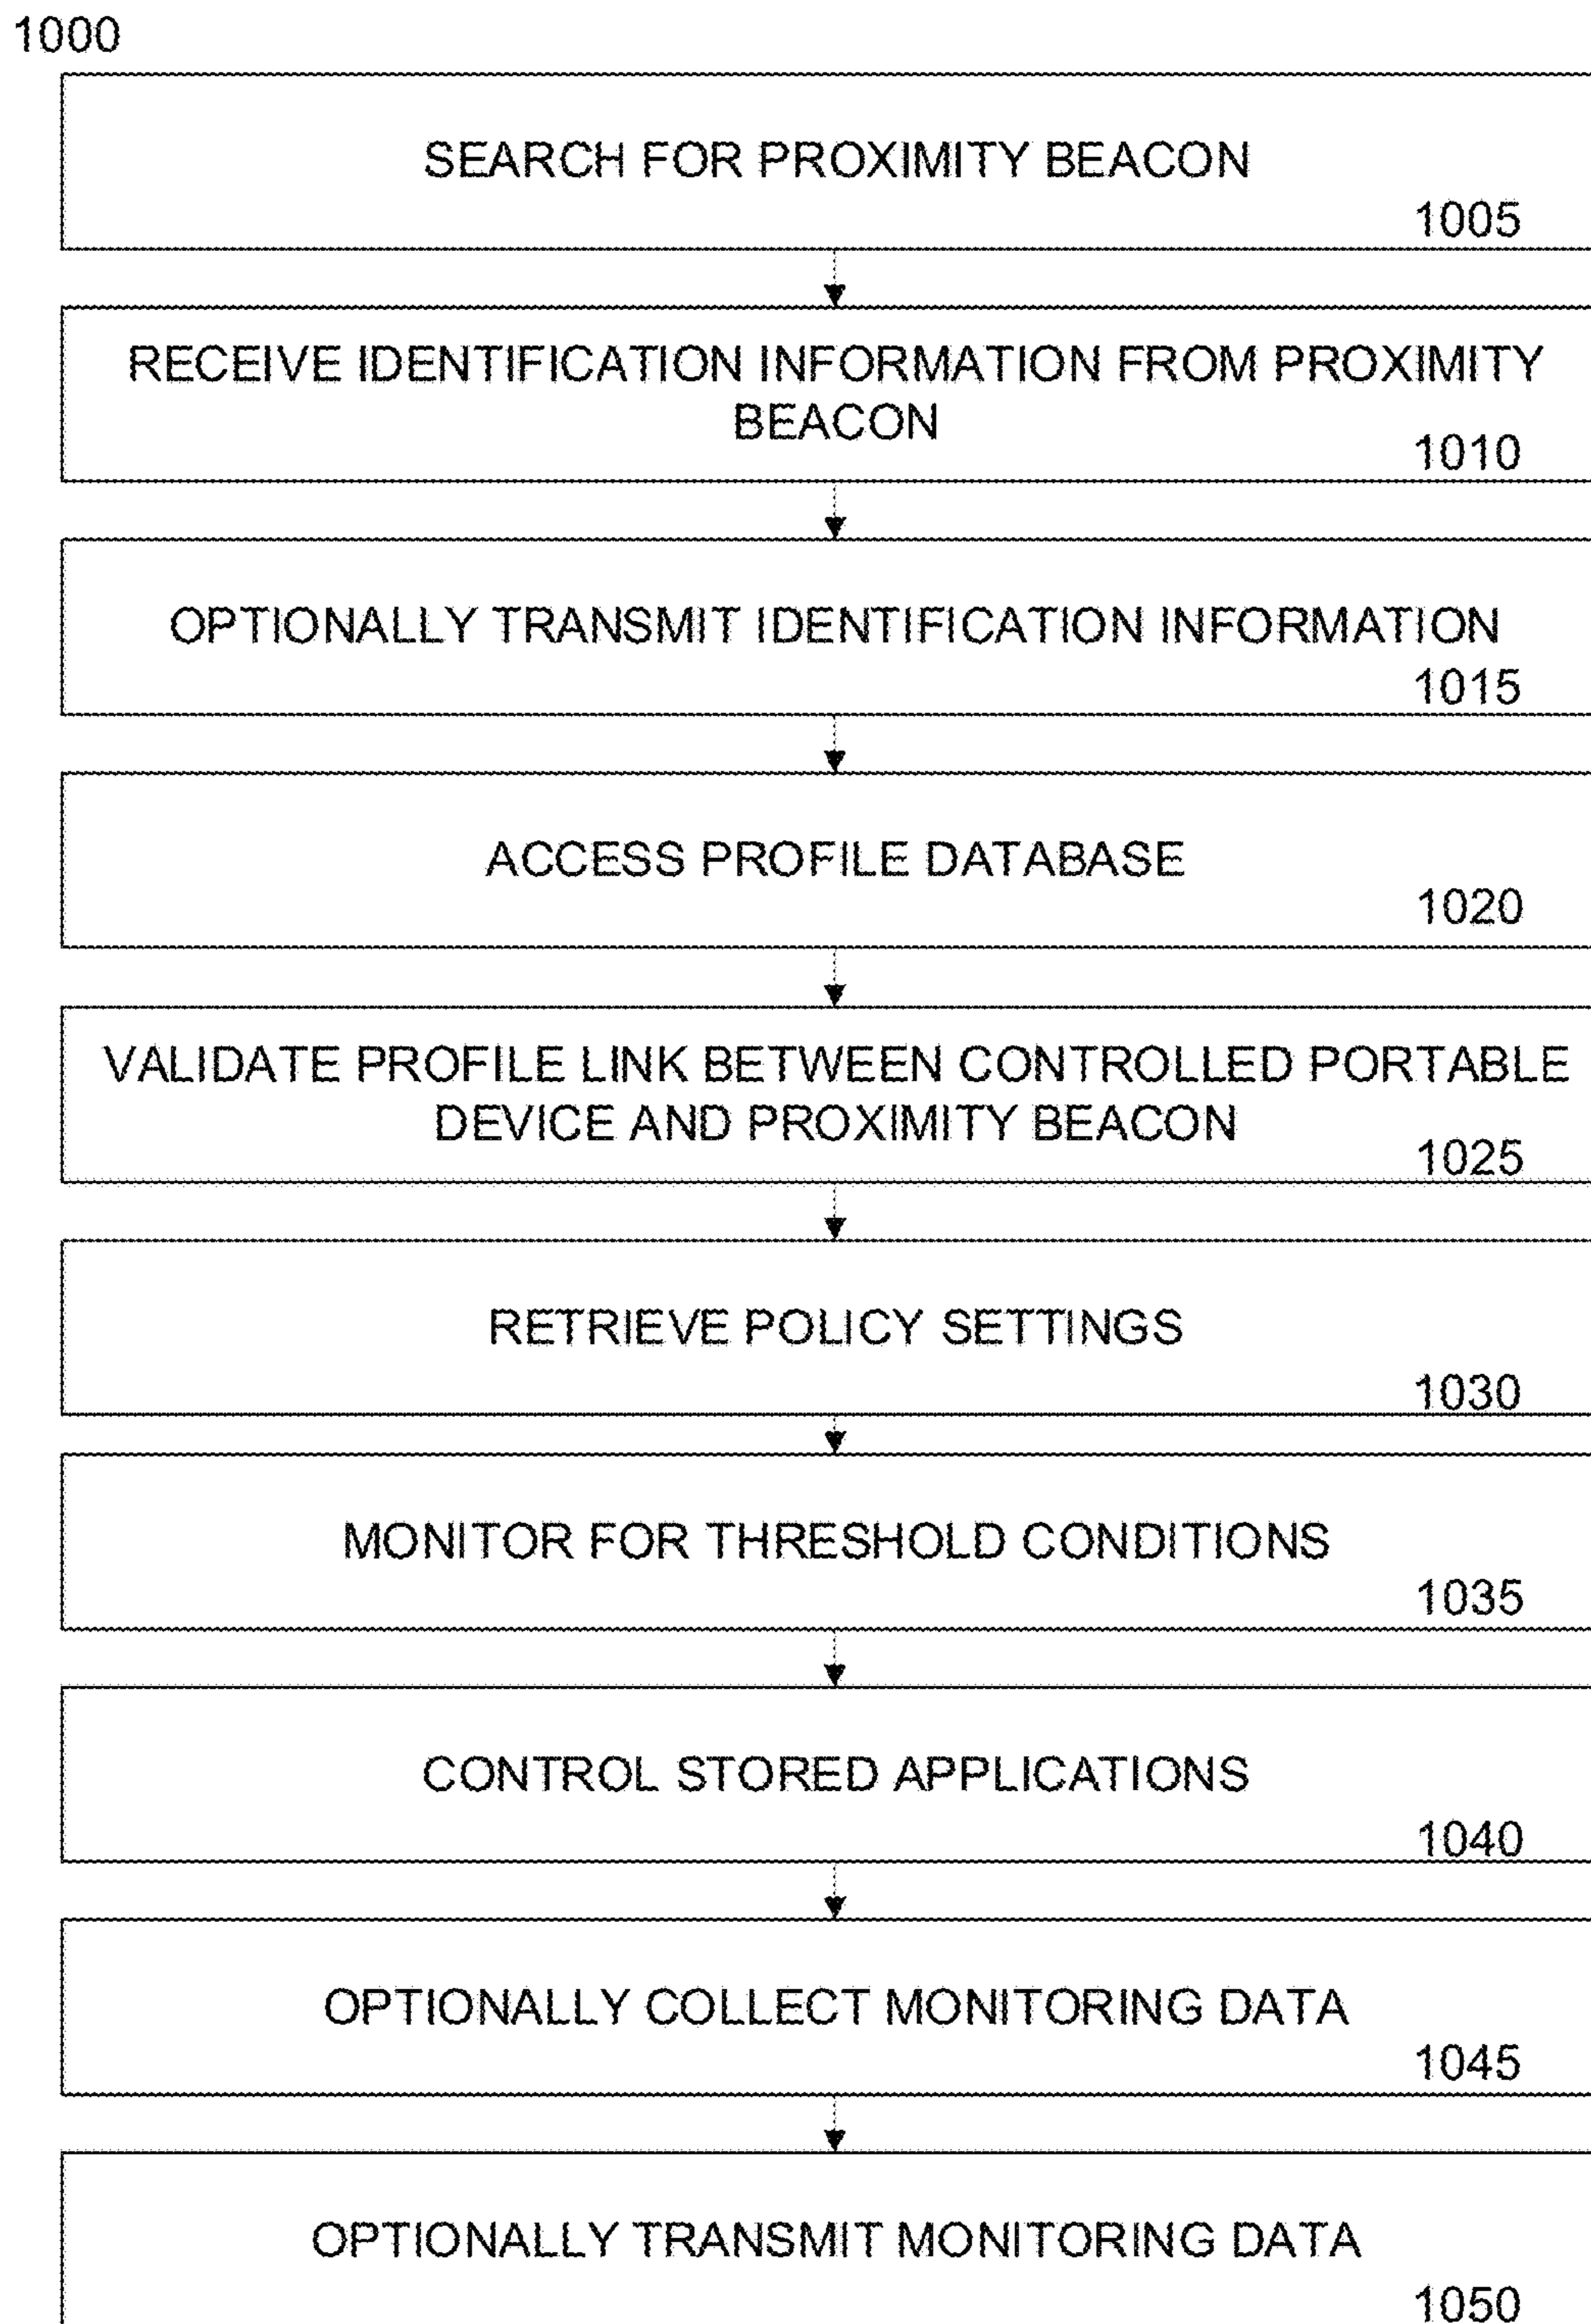 1000
SEARCH FOR PROXIMITY BEACON
1005
RECEIVE IDENTIFICATION INFORMATION FROM PROXIMITY
BEACON
1010
OPTIONALLY TRANSMIT IDENTIFICATION INFORMATION
1015
ACCESS PROFILE DATABASE
1020
VALIDATE PROFILE LINK BETWEEN CONTROLLED PORTABLE
DEVICE AND PROXIMITY BEACON
1025
RETRIEVE POLICY SETTINGS
1030
MONITOR FOR THRESHOLD CONDITIONS
1035
CONTROL STORED APPLICATIONS
1040
OPTIONALLY COLLECT MONITORING DATA
1045
OPTIONALLY TRANSMIT MONITORING DATA
1050